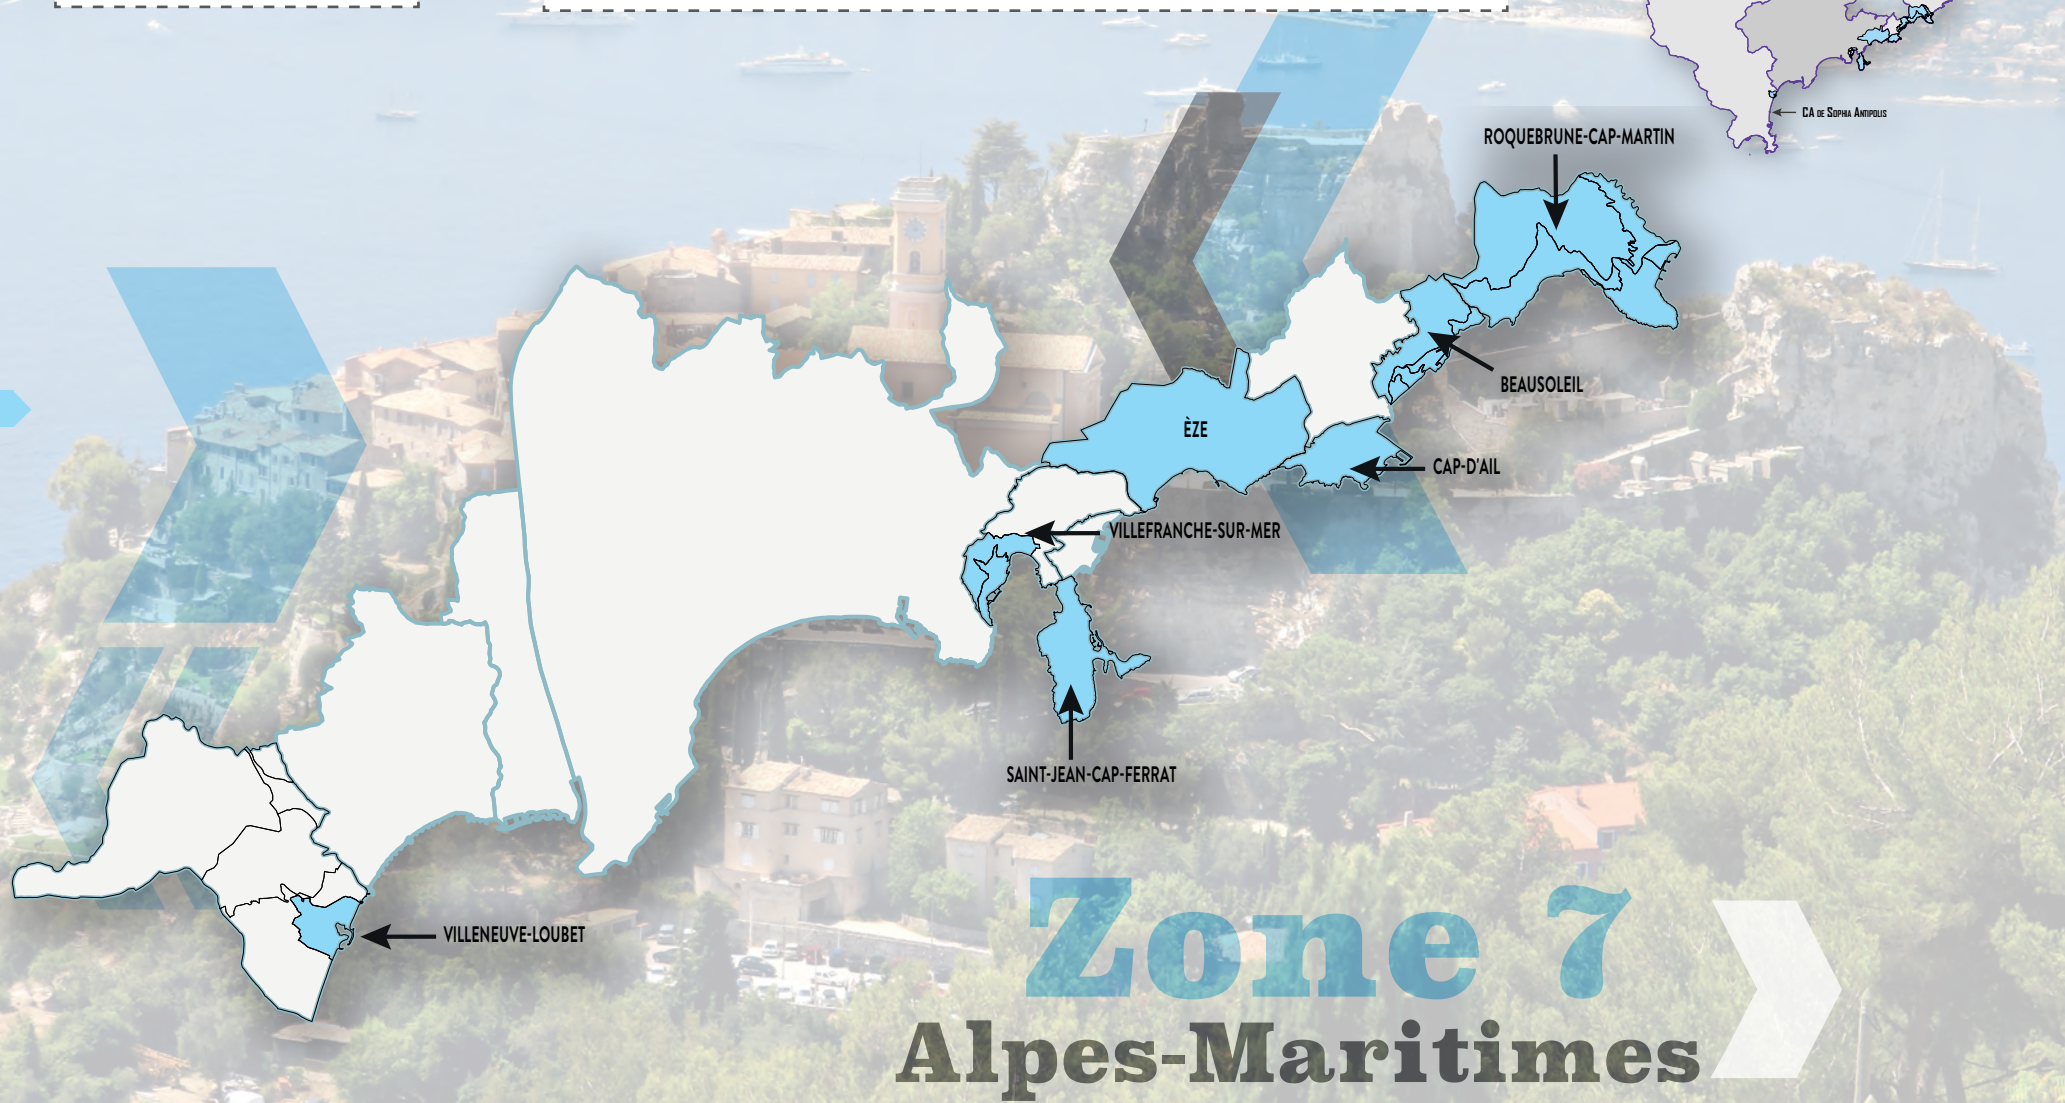 CA DE SOPHIA ANTIPOLIS
ROQUEBRUNE-CAP-MARTIN
BEAUSOLEIL
ÈZE
CAP-D'AIL
VILLEFRANCHE-SUR-MER
SAINT-JEAN-CAP-FERRAT
VILLENEUVE-LOUBET
Zone 7
Alpes-Maritimes